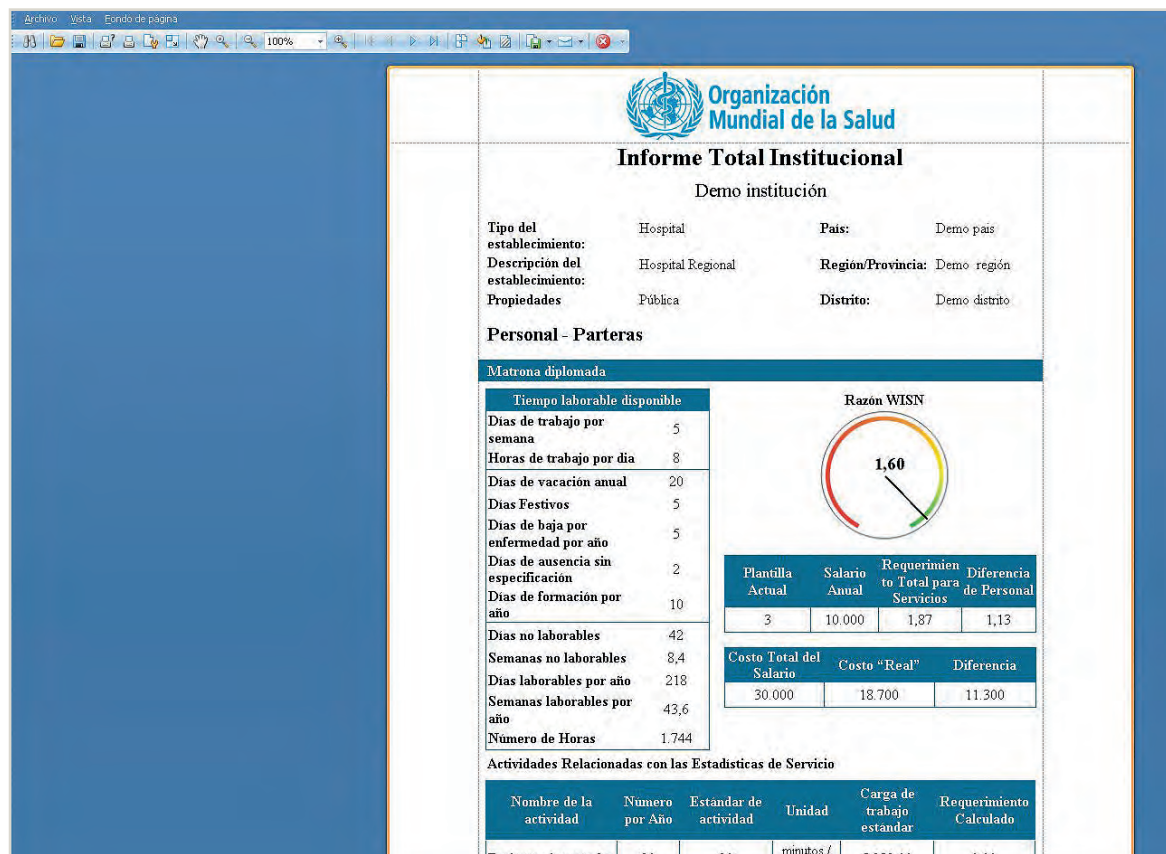 Archivo Vista Fondo de página
100%
Organización
Mundial de la Salud
Informe Total Institucional
Demo institución
Tipo del
establecimiento:
Hospital
País:
Demo pais
Descripción del
establecimiento:
Hospital Regional
Región/Provincia:
Demo región
Propiedades
Pública
Distrito:
Demo distrito
Personal - Parteras
Matrona diplomada
Tiempo laborable disponible
Días de trabajo por
semana
5
Horas de trabajo por dia
8
Días de vacación anual
20
Días Festivos
5
Días de baja por
enfermedad por año
5
Días de ausencia sin
especificación
2
Días de formación por
año
10
Días no laborables
42
Semanas no laborables
8,4
Días laborables por año
218
Semanas laborables por
año
43,6
Número de Horas
1.744
Razón WISN
1,60
Plantilla
Actual
Salario
Anual
Requerimien
to Total para
Servicios
Diferencia
de Personal
3
10.000
1,87
1,13
Costo Total del
Salario
Costo “Real”
Diferencia
30.000
18.700
11.300
Actividades Relacionadas con las Estadísticas de Servicio
Nombre de la
actividad
Número
por Año
Estándar de
actividad
Unidad
Carga de
trabajo
estándar
Requerimiento
Calculado
minutos /